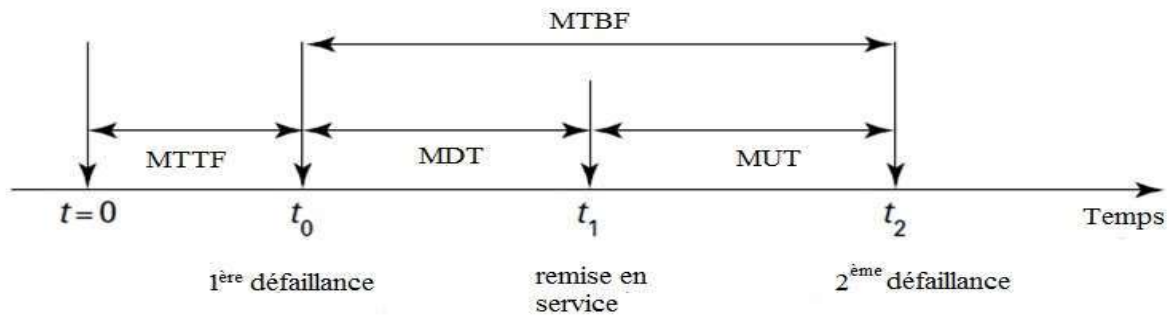 MTBF
MTTF
MDT
MUT
t=0
t0
t1
t2
Temps
1ère défaillance
remise en
service
2ème défaillance